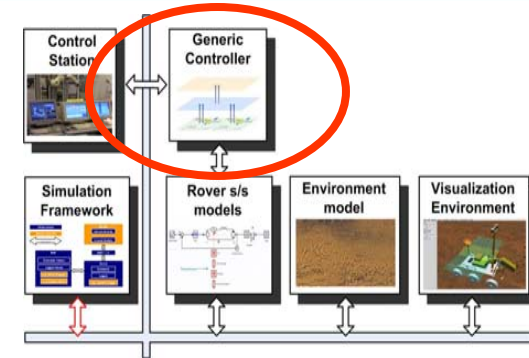 Control
Station
Generic
Controller
Simulation
Framework
Rover s/s
models
Environment
model
Visualization
Environment